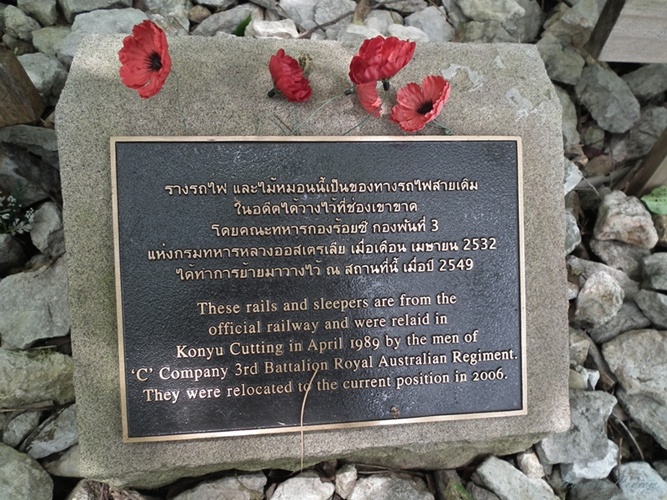 รางรถไฟ และไม้หมอนนี้เป็นของทางรถไฟสายเดิม
ในอดีตได้วางไว้ที่ช่องเขาขาด
โดยคณะทหารกองร้อยซี กองพันที่ 3
แห่งกรมทหารหลวงออสเตรเลีย เมื่อเดือน เมษายน 2532
ได้ทำการย้ายมาวางไว้ ณ สถานที่นี้ เมื่อปี 2549
These rails and sleepers are from the
official railway and were relaid in
Konyu Cutting in April 1989 by the men of
‘C’ Company 3rd Battalion Royal Australian Regiment.
They were relocated to the current position in 2006.